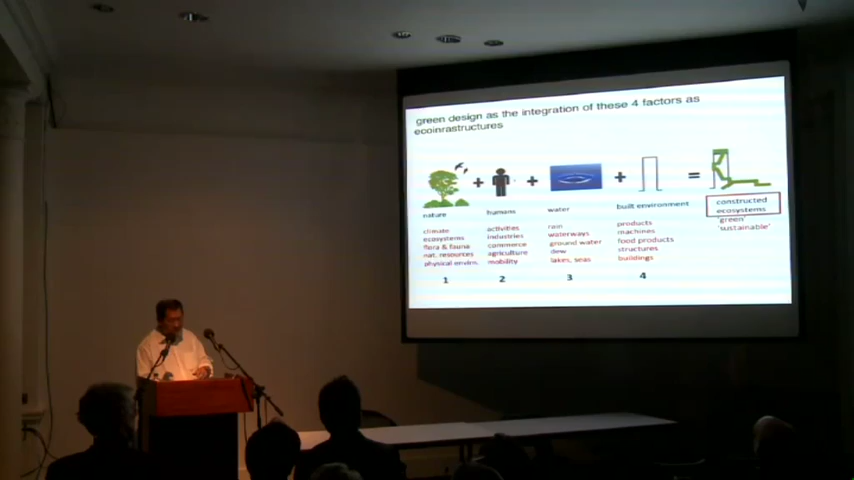 green design as the integration of these 4 factors as
ecoinrastructures
+ + + =
nature
climate
ecosystems
flora & fauna
nat. resources
physical environ.
1
humans
activities
industries
commerce
agriculture
mobility
2
water
rain
waterways
ground water
dew
lakes, seas
3
built environment
products
machines
food products
structures
buildings
4
constructed
ecosystems
'green'
'sustainable'